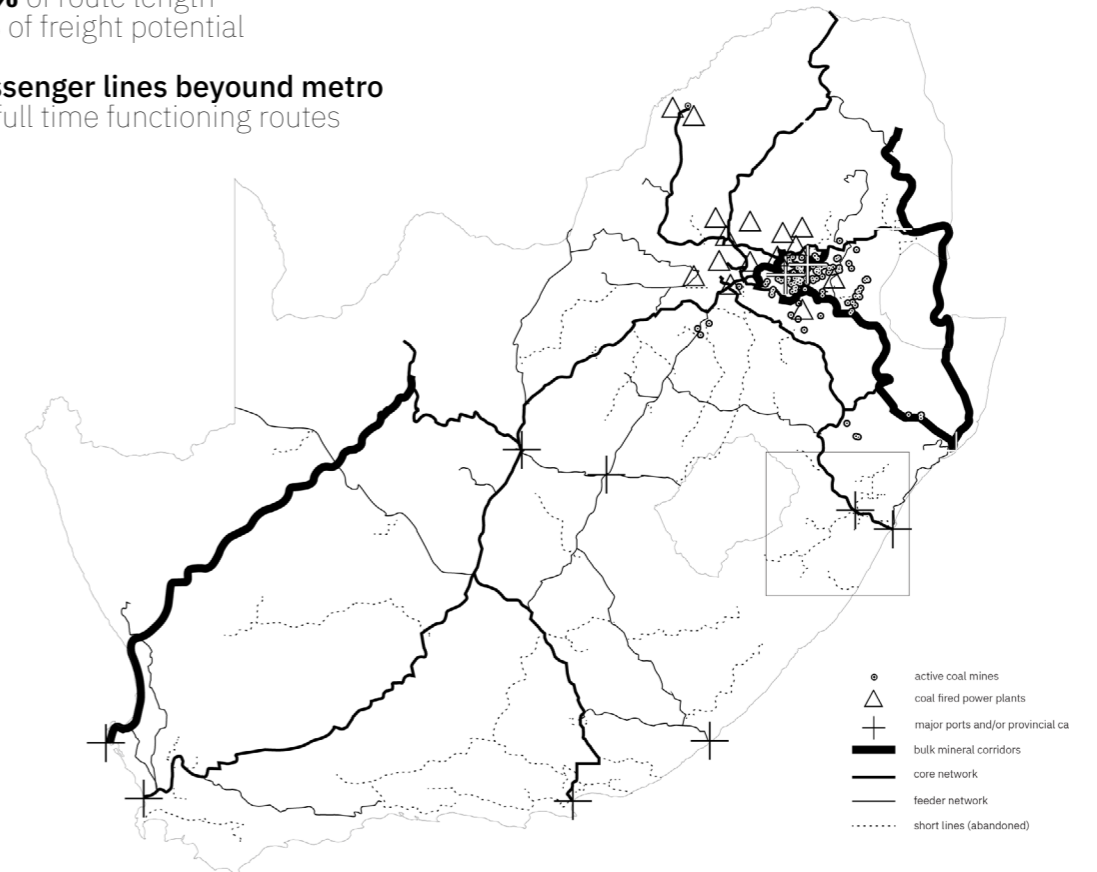 % of route length
of freight potential
ssenger lines beyound metro
full time functioning routes
active coal mines
coal fired power plants
major ports and/or provincial ca
bulk mineral corridors
core network
feeder network
short lines (abandoned)